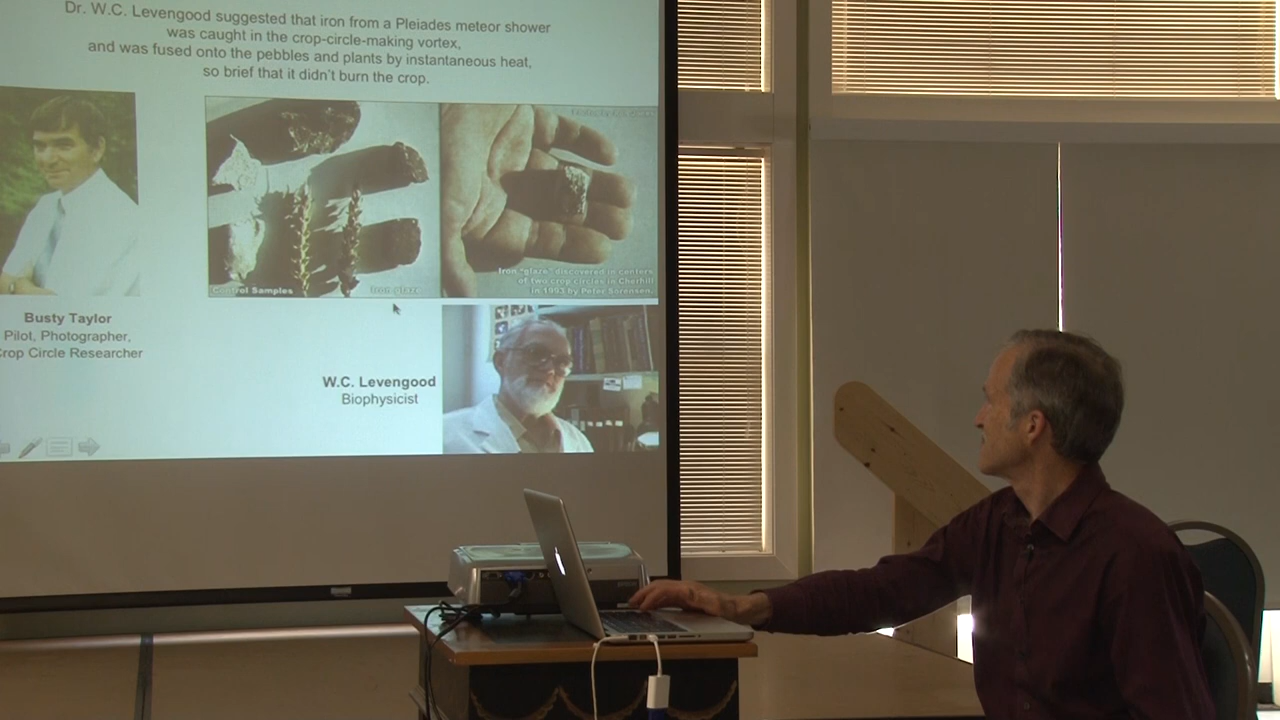 Dr. W.C. Levengood suggested that iron from a Pleiades meteor shower
was caught in the crop-circle-making vortex,
and was fused onto the pebbles and plants by instantaneous heat,
so brief that it didn't burn the crop.
Control Samples
Iron glaze
Iron "glaze" discovered in centers
of two crop circles in Cherhill
in 1993 by Peter Sorensen.
Busty Taylor
Pilot, Photographer,
Crop Circle Researcher
W.C. Levengood
Biophysicist